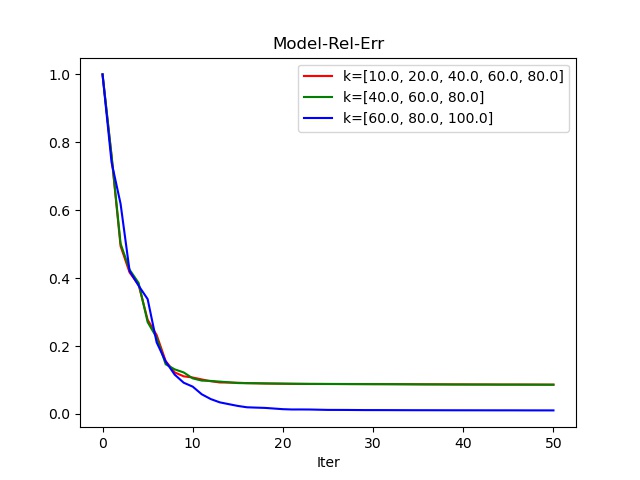 Model-Rel-Err
k=[10.0, 20.0, 40.0, 60.0, 80.0]
k=[40.0, 60.0, 80.0]
k=[60.0, 80.0, 100.0]
1.0
0.8
0.6
0.4
0.2
0.0
0 10 20 30 40 50
Iter